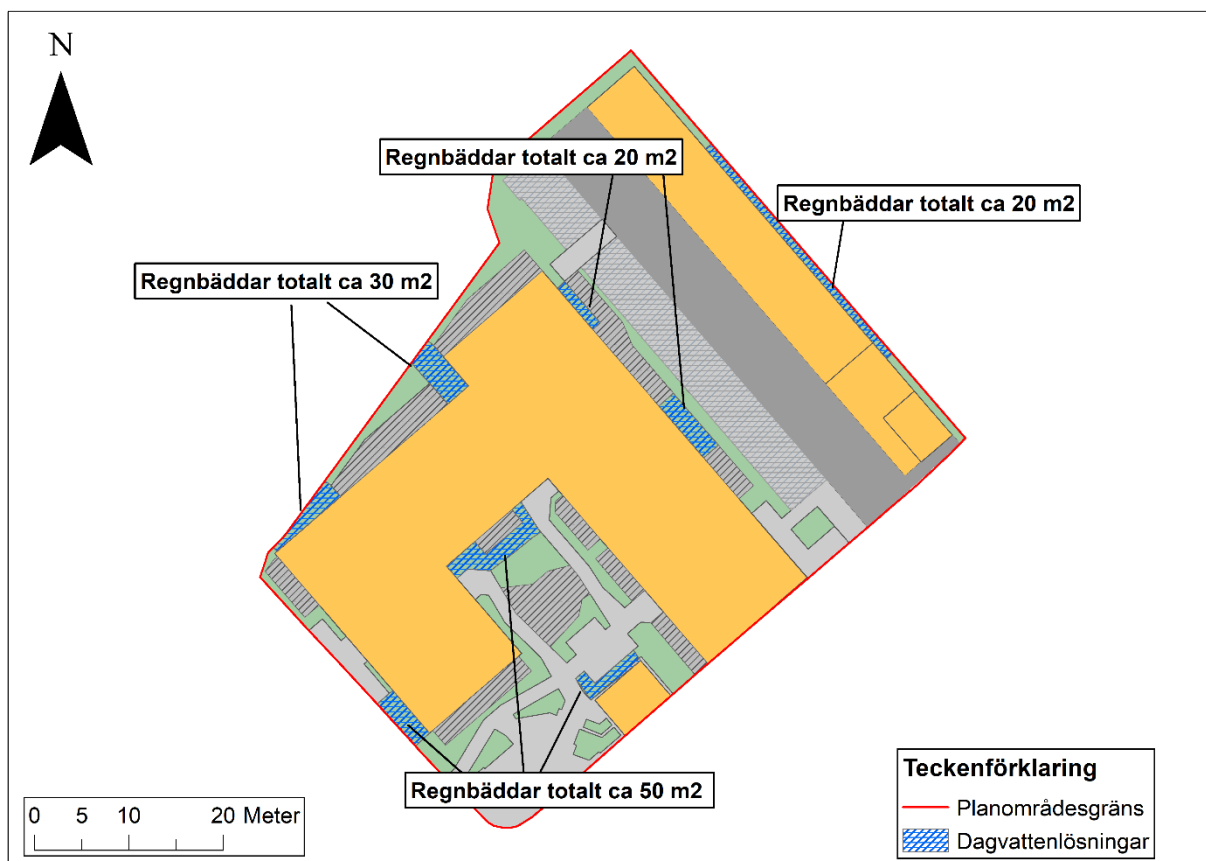 N
Regnbäddar totalt ca 20 m2
Regnbäddar totalt ca 20 m2
Regnbäddar totalt ca 30 m2
Regnbäddar totalt ca 50 m2
Teckenförklaring
Planområdesgräns
Dagvattenlösningar
0 5 10 20 Meter